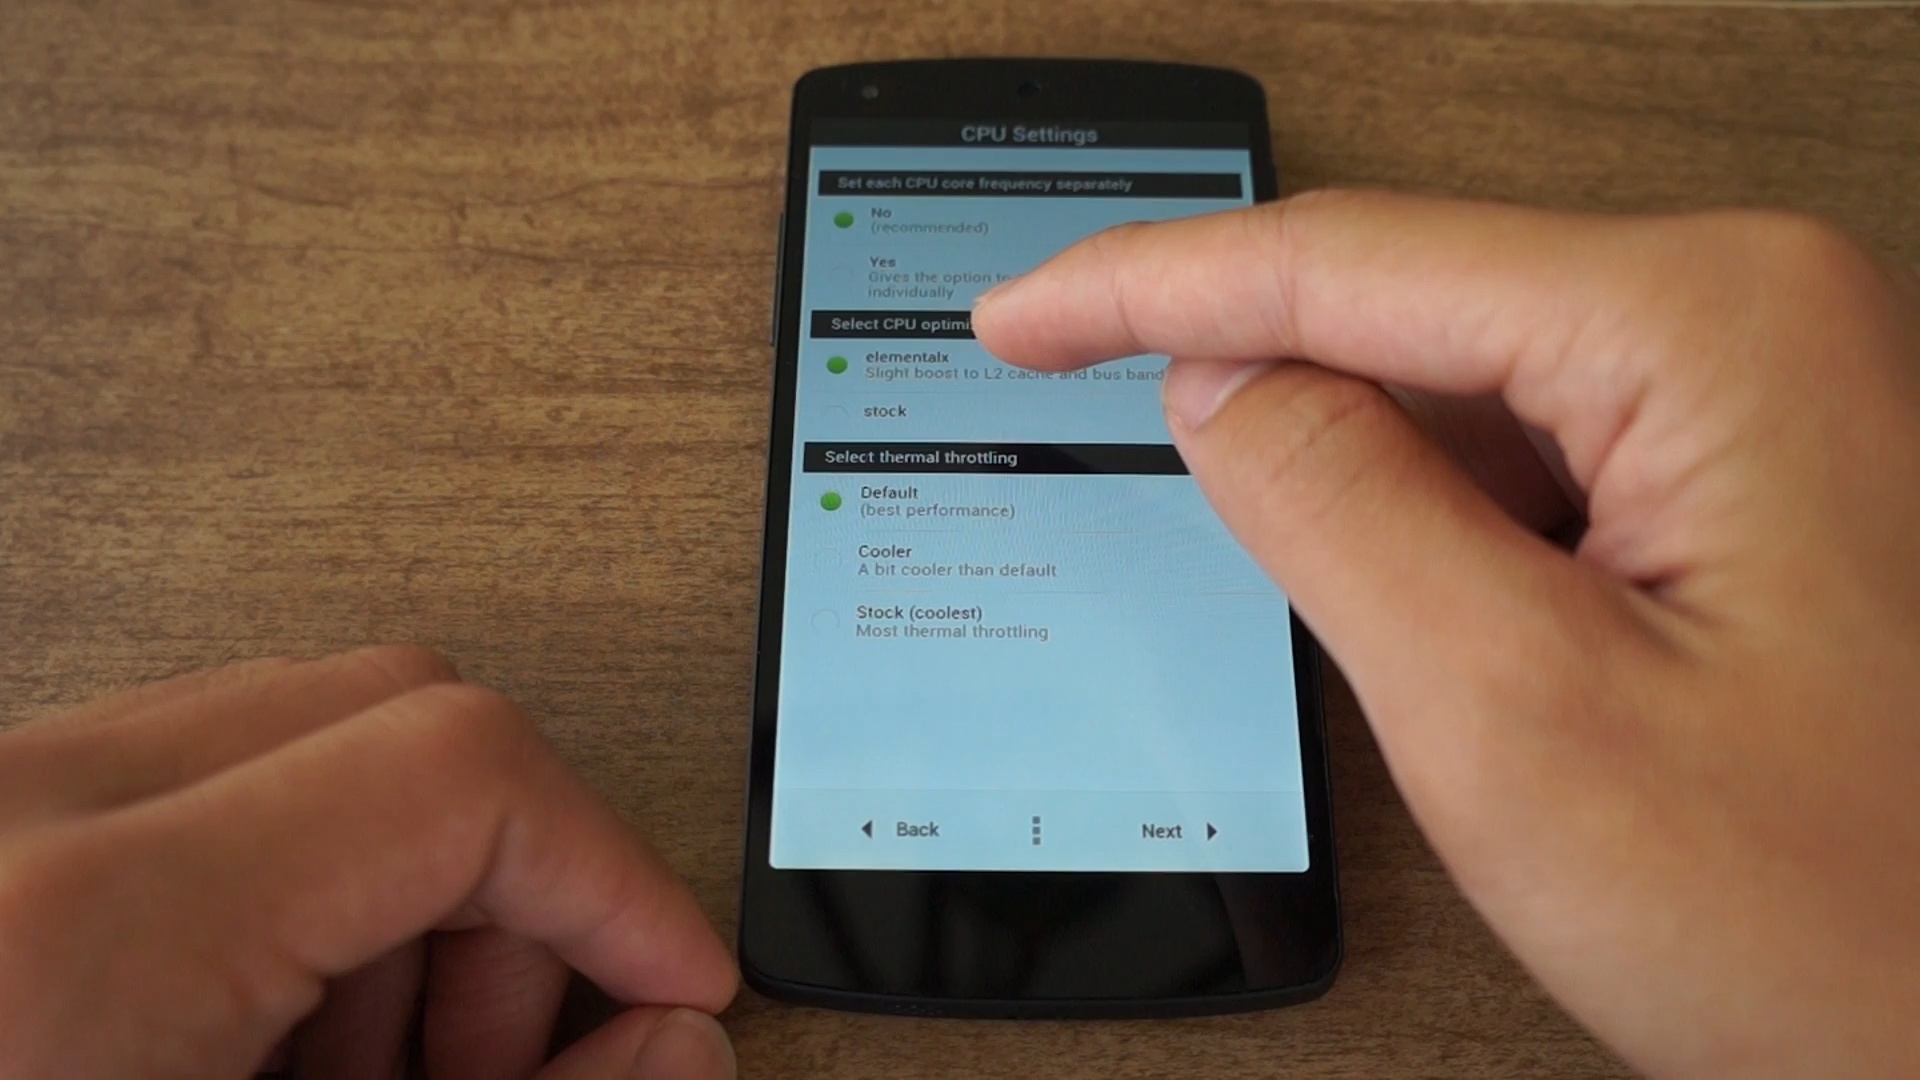 CPU Settings
Set each CPU core frequency separately
No
(recommended)
Yes
Gives the option to
individually
Select CPU
elementalx
Slight boost to L2 cache and bus
stock
Select thermal throttling
Default
(best performance)
Cooler
A bit cooler than default
Stock (coolest)
Most thermal throttling
Back
Next